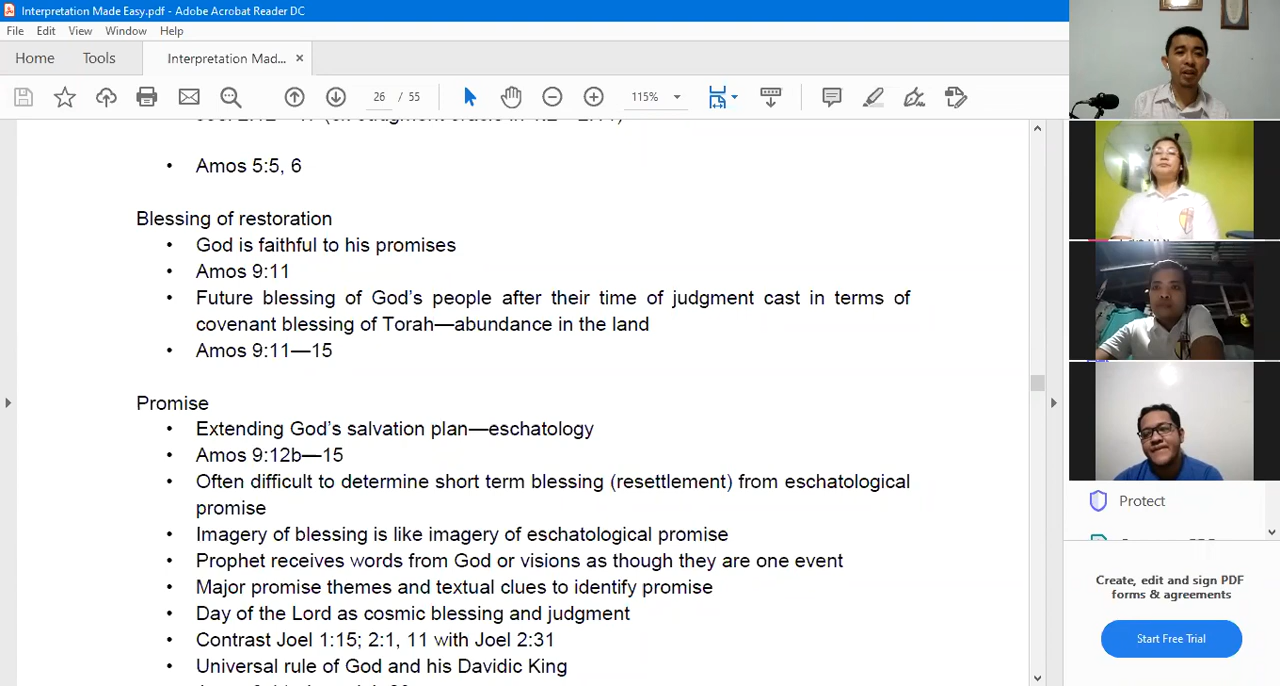 Interpretation Made Easy.pdf - Adobe Acrobat Reader DC
File Edit View Window Help
Home Tools Interpretation Mad... ×
26 / 55 115%
• Amos 5:5, 6
Blessing of restoration
• God is faithful to his promises
• Amos 9:11
• Future blessing of God’s people after their time of judgment cast in terms of
covenant blessing of Torah—abundance in the land
• Amos 9:11—15
Promise
• Extending God’s salvation plan—eschatology
• Amos 9:12b—15
• Often difficult to determine short term blessing (resettlement) from eschatological
promise
• Imagery of blessing is like imagery of eschatological promise
• Prophet receives words from God or visions as though they are one event
• Major promise themes and textual clues to identify promise
• Day of the Lord as cosmic blessing and judgment
• Contrast Joel 1:15; 2:1, 11 with Joel 2:31
• Universal rule of God and his Davidic King
Protect
Create, edit and sign PDF
forms & agreements
Start Free Trial